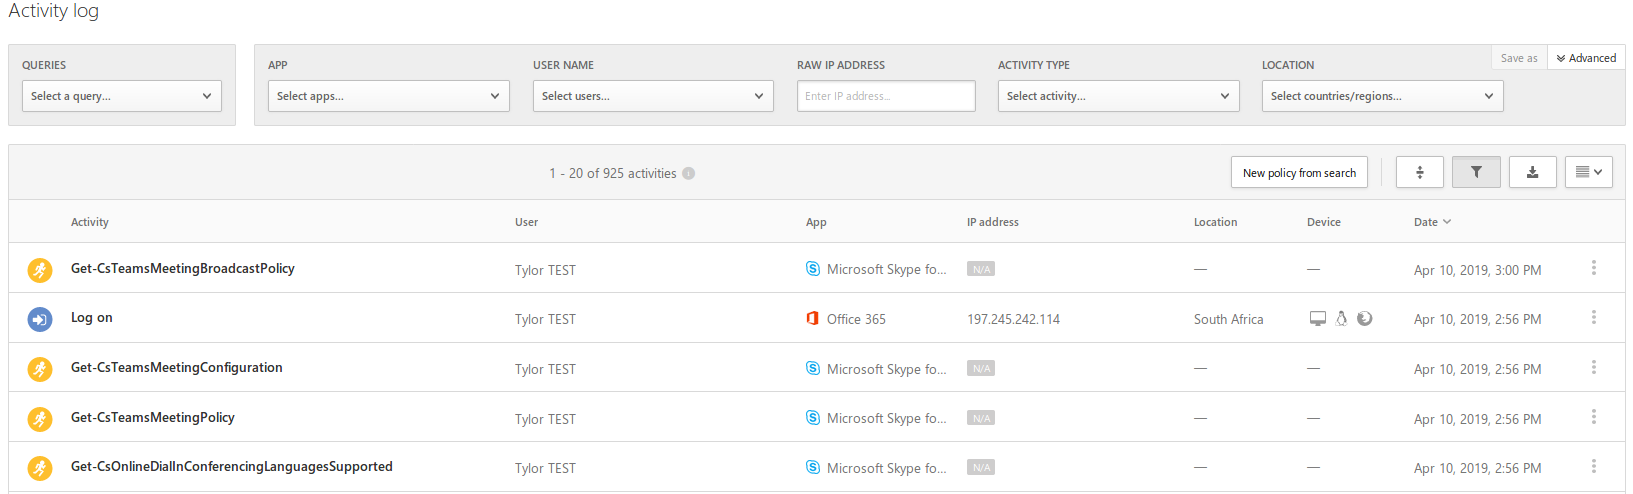 Activity log
Save as Advanced
QUERIES APP USER NAME RAW IP ADDRESS ACTIVITY TYPE LOCATION
Select a query... Select apps... Select users... Enter IP address... Select activity... Select countries/regions...
1 - 20 of 925 activities New policy from search
Activity User App IP address Location Device Date
Get-CsTeamsMeetingBroadcastPolicy Tylor TEST Microsoft Skype fo... N/A — — Apr 10, 2019, 3:00 PM
Log on Tylor TEST Office 365 197.245.242.114 South Africa Apr 10, 2019, 2:56 PM
Get-CsTeamsMeetingConfiguration Tylor TEST Microsoft Skype fo... N/A — — Apr 10, 2019, 2:56 PM
Get-CsTeamsMeetingPolicy Tylor TEST Microsoft Skype fo... N/A — — Apr 10, 2019, 2:56 PM
Get-CsOnlineDialInConferencingLanguagesSupported Tylor TEST Microsoft Skype fo... N/A — — Apr 10, 2019, 2:56 PM